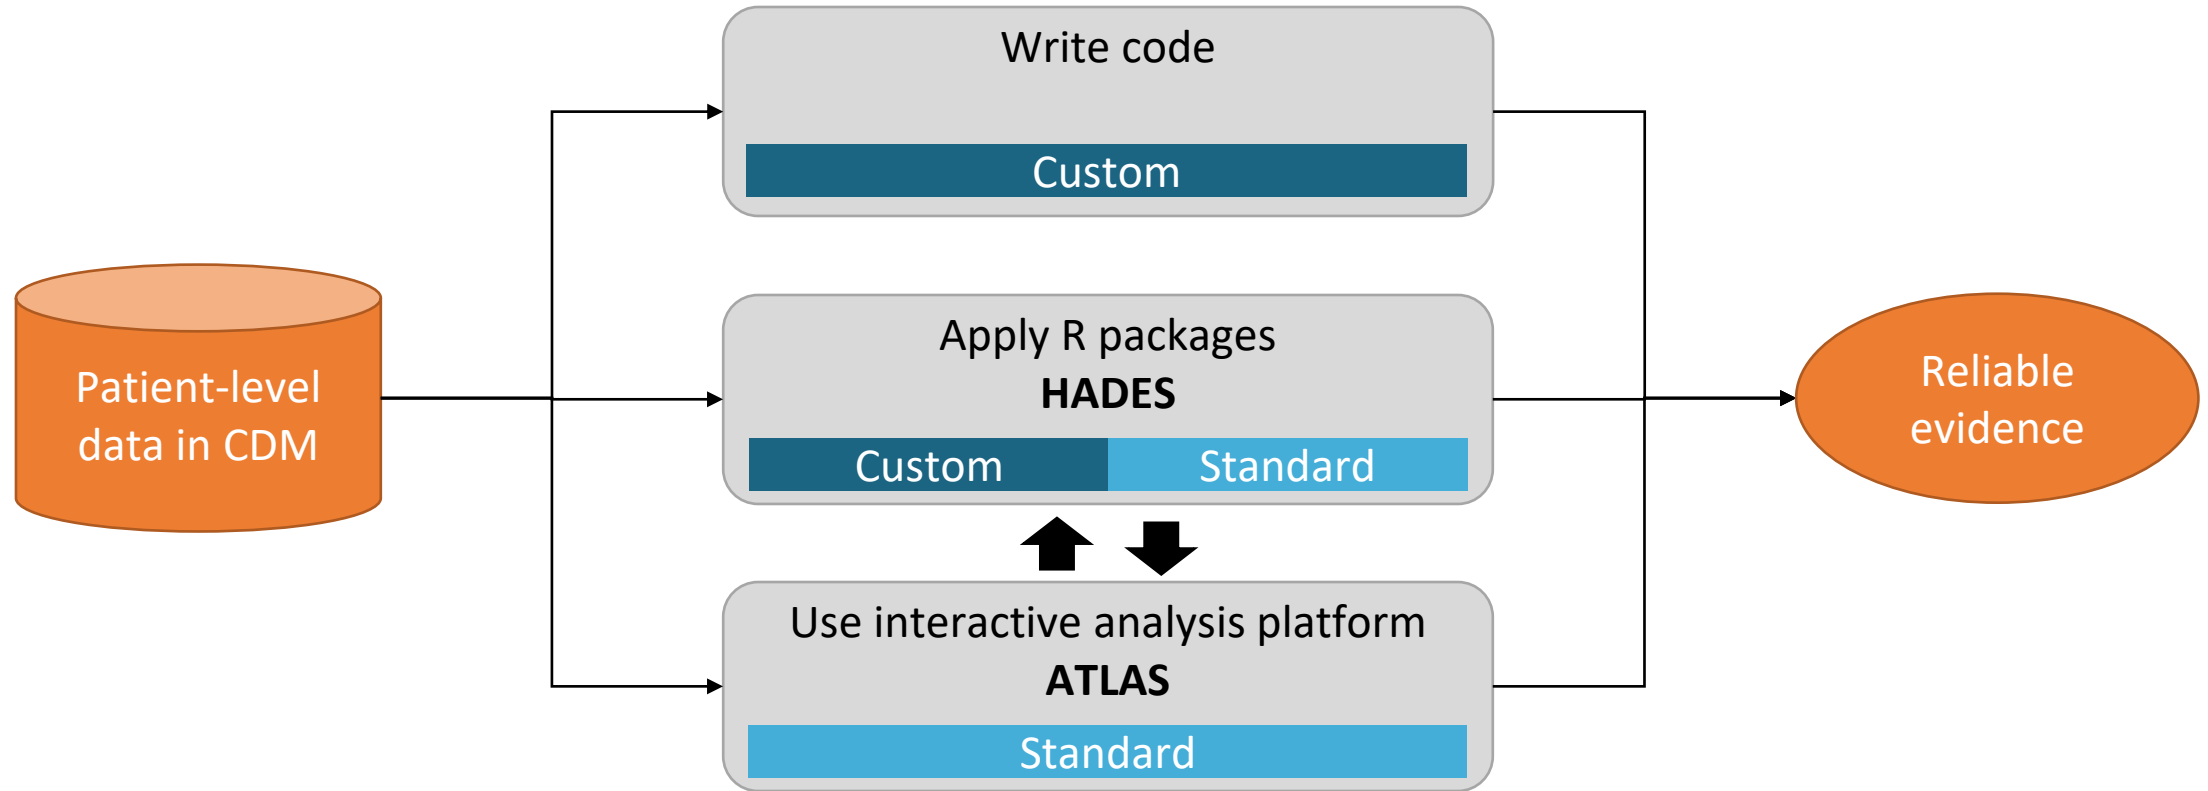 Write code
Custom
Patient-level
data in CDM
Apply R packages
HADES
Custom
Standard
Reliable
evidence
Use interactive analysis platform
ATLAS
Standard